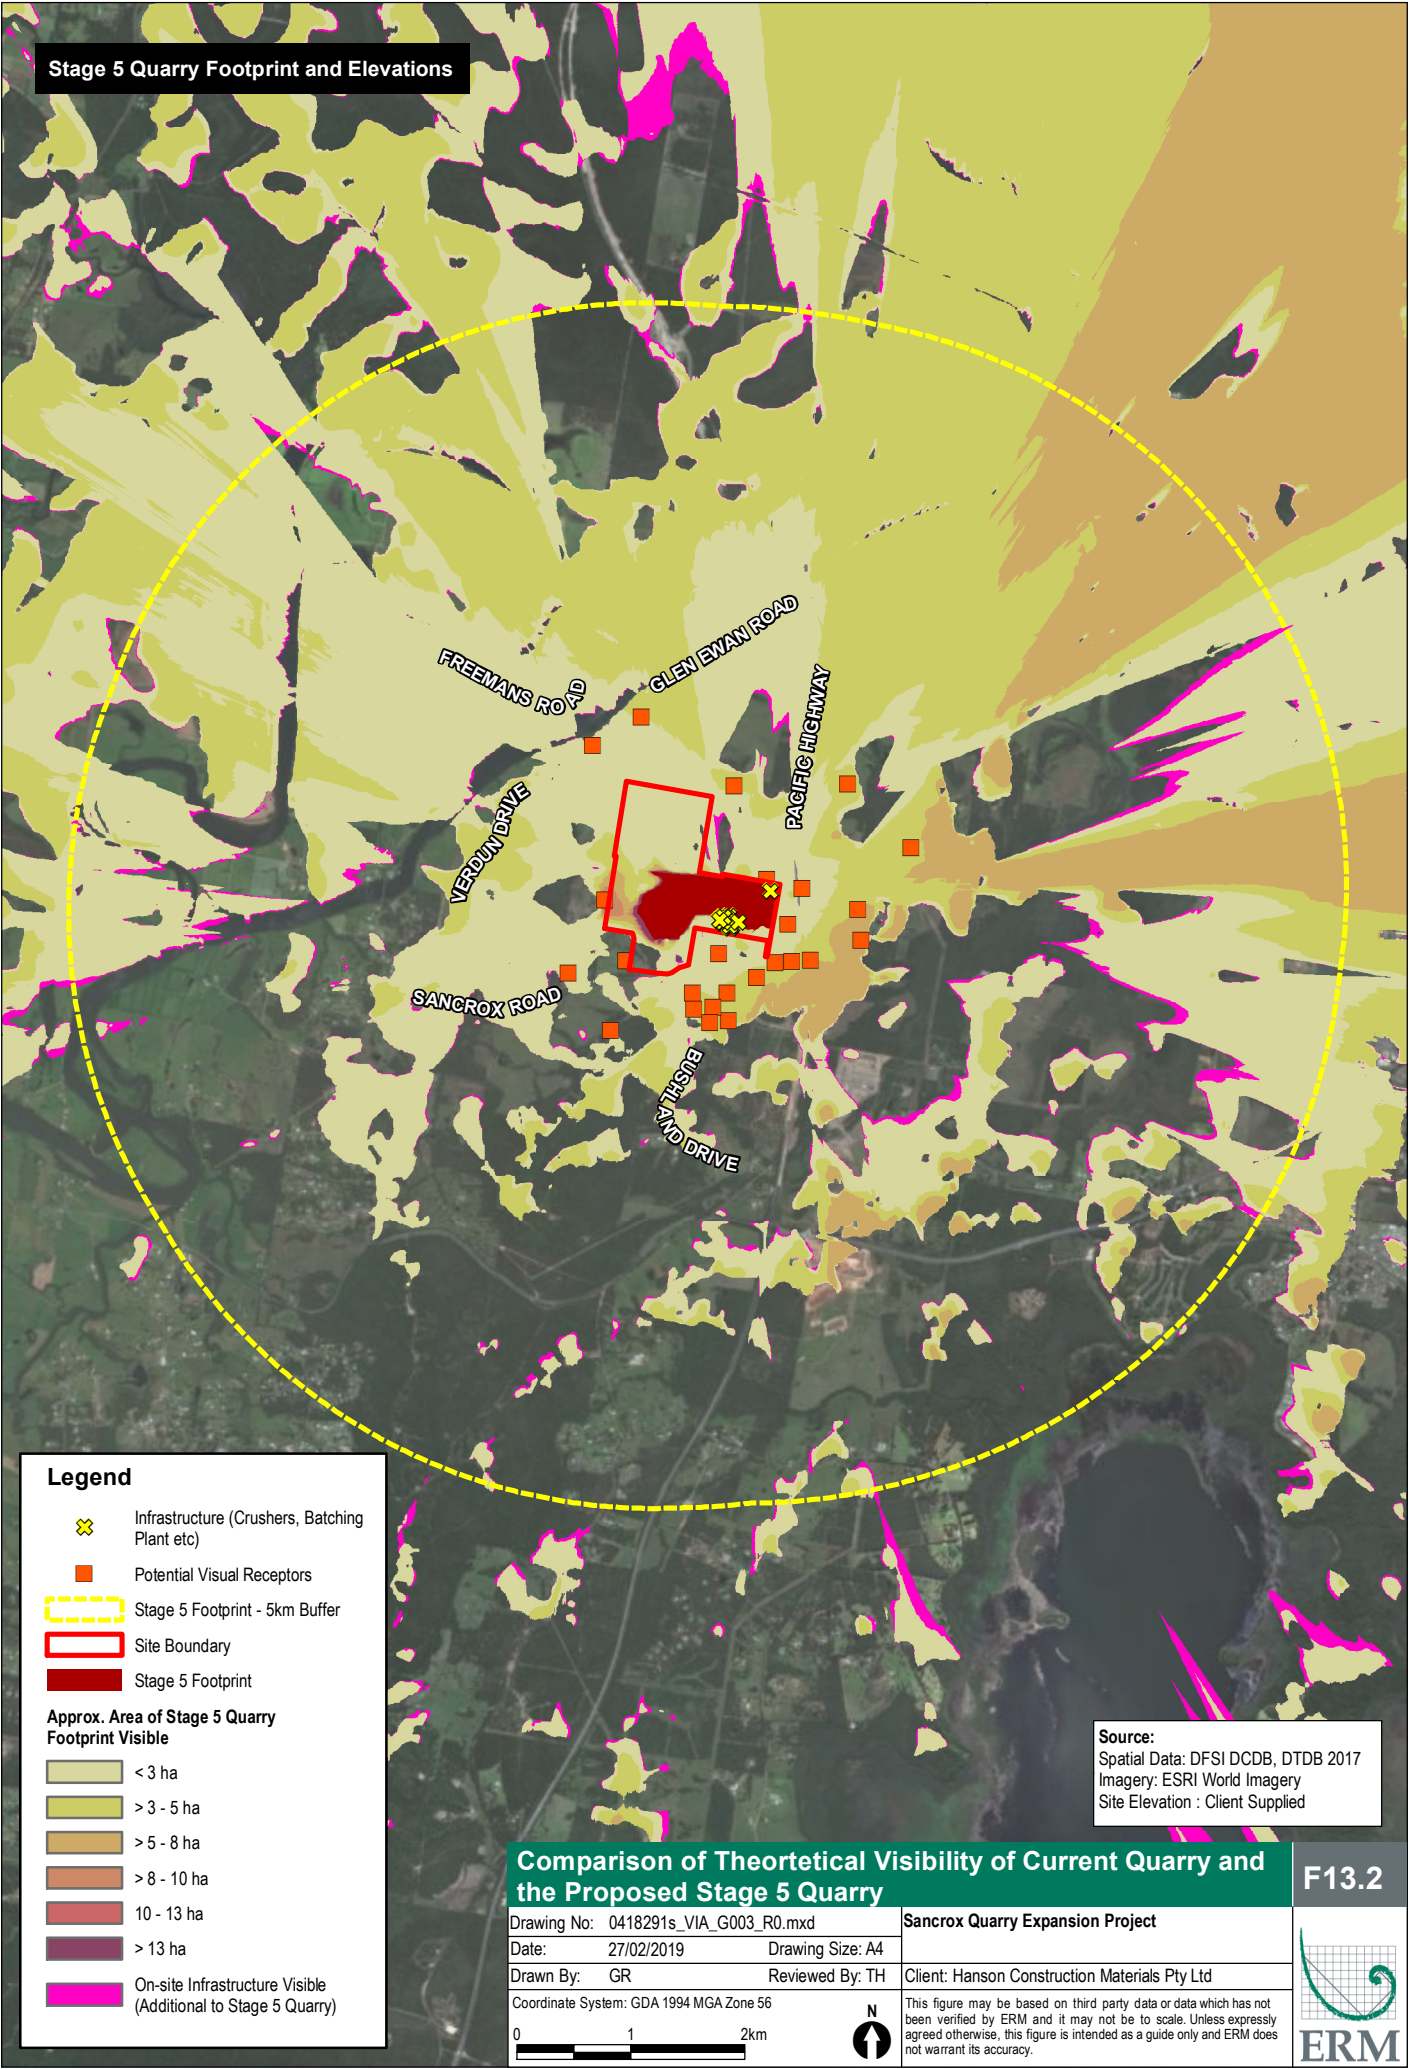 Stage 5 Quarry Footprint and Elevations
FREEMANS ROAD
GLEN EWAN ROAD
PACIFIC HIGHWAY
VERDUN DRIVE
SANCROX ROAD
BUSHLAND DRIVE
Legend
Infrastructure (Crushers, Batching
Plant etc)
Potential Visual Receptors
Stage 5 Footprint - 5km Buffer
Site Boundary
Stage 5 Footprint
Approx. Area of Stage 5 Quarry
Footprint Visible
< 3 ha
> 3 - 5 ha
> 5 - 8 ha
> 8 - 10 ha
10 - 13 ha
> 13 ha
On-site Infrastructure Visible
(Additional to Stage 5 Quarry)
Source:
Spatial Data: DFSI DCDB, DTDB 2017
Imagery: ESRI World Imagery
Site Elevation : Client Supplied
Comparison of Theortetical Visibility of Current Quarry and
the Proposed Stage 5 Quarry
F13.2
Drawing No: 0418291s_VIA_G003_R0.mxd
Date: 27/02/2019 Drawing Size: A4
Drawn By: GR Reviewed By: TH
Coordinate System: GDA 1994 MGA Zone 56
0 1 2km
N
Sancrox Quarry Expansion Project
Client: Hanson Construction Materials Pty Ltd
This figure may be based on third party data or data which has not
been verified by ERM and it may not be to scale. Unless expressly
agreed otherwise, this figure is intended as a guide only and ERM does
not warrant its accuracy.
ERM